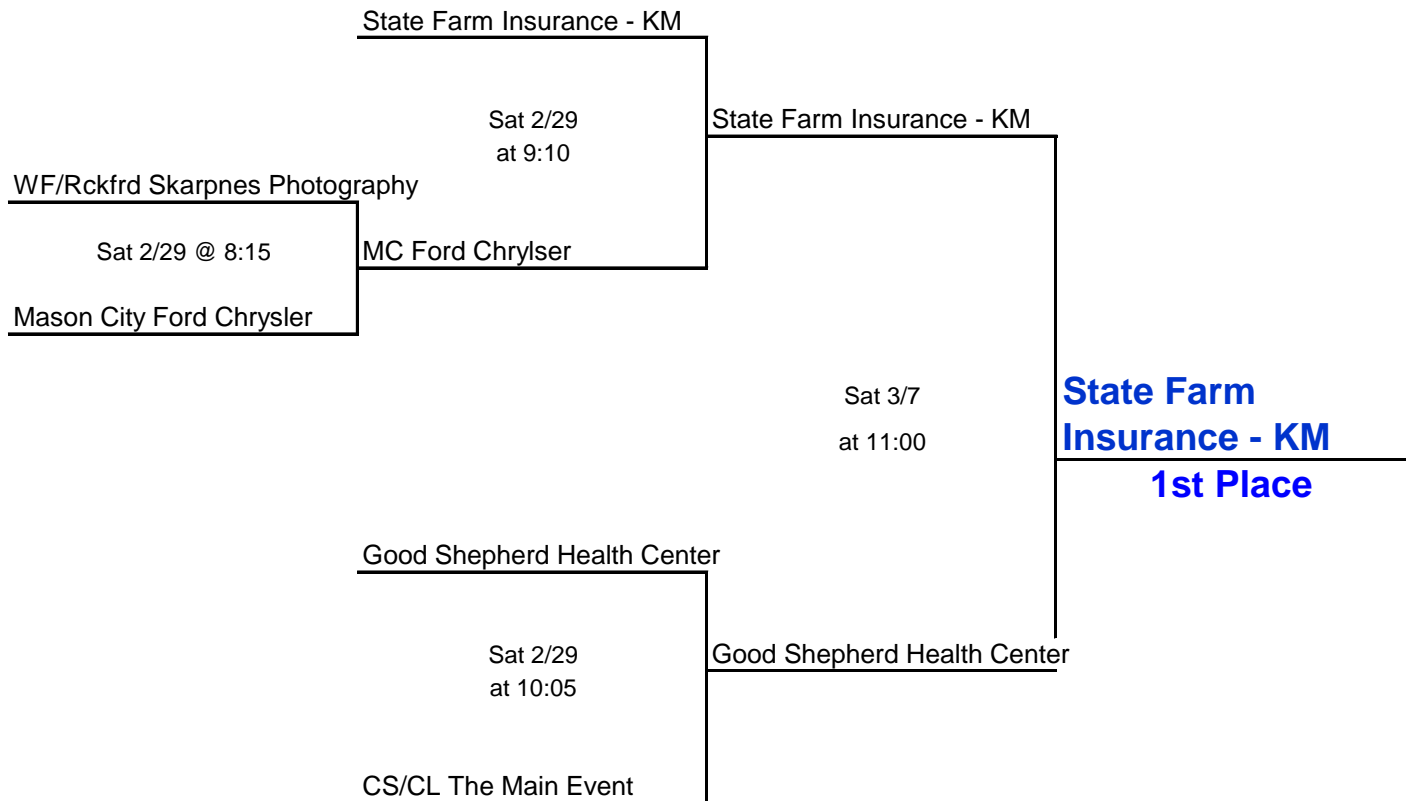 State Farm Insurance - KM
Sat 2/29
at 9:10
State Farm Insurance - KM
WF/Rckfrd Skarpnes Photography
Sat 2/29 @ 8:15
MC Ford Chrylser
Mason City Ford Chrysler
Sat 3/7
at 11:00
State Farm
Insurance - KM
1st Place
Good Shepherd Health Center
Sat 2/29
at 10:05
Good Shepherd Health Center
CS/CL The Main Event